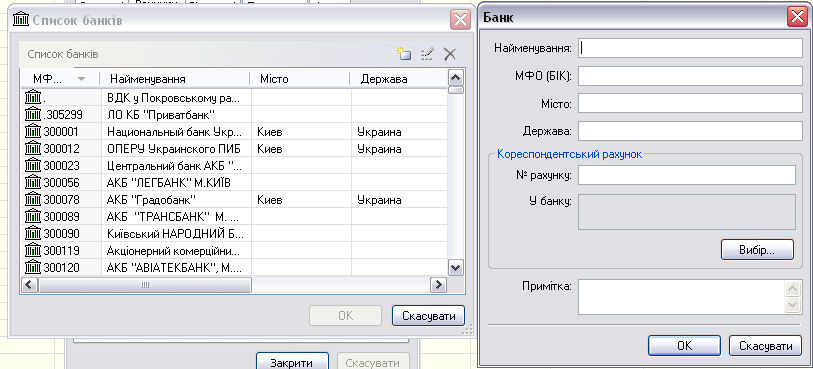 Список банків
Список банків
МФ... Найменування Місто Держава
. ВДК у Покровському ра...
.305299 ЛО КБ "Приватбанк"
300001 Национальный банк Укр... Киев Украина
300012 ОПЕРУ Украинского ПИБ Киев Украина
300023 Центральний банк АКБ "...
300056 АКБ "ЛЕГБАНК" М.КИЇВ
300078 АКБ "Градобанк" Киев Украина
300089 АКБ "ТРАНСБАНК" М. ...
300090 Київський НАРОДНИЙ Б...
300119 Акціонерний комерційни...
300120 АКБ "АВІАТЕКБАНК", М....
OK Скасувати
Закрити Скасувати
Банк
Найменування:
МФО (БІК):
Місто:
Держава:
Кореспондентський рахунок
№ рахунку:
У банку:
Вибір...
Примітка:
OK Скасувати